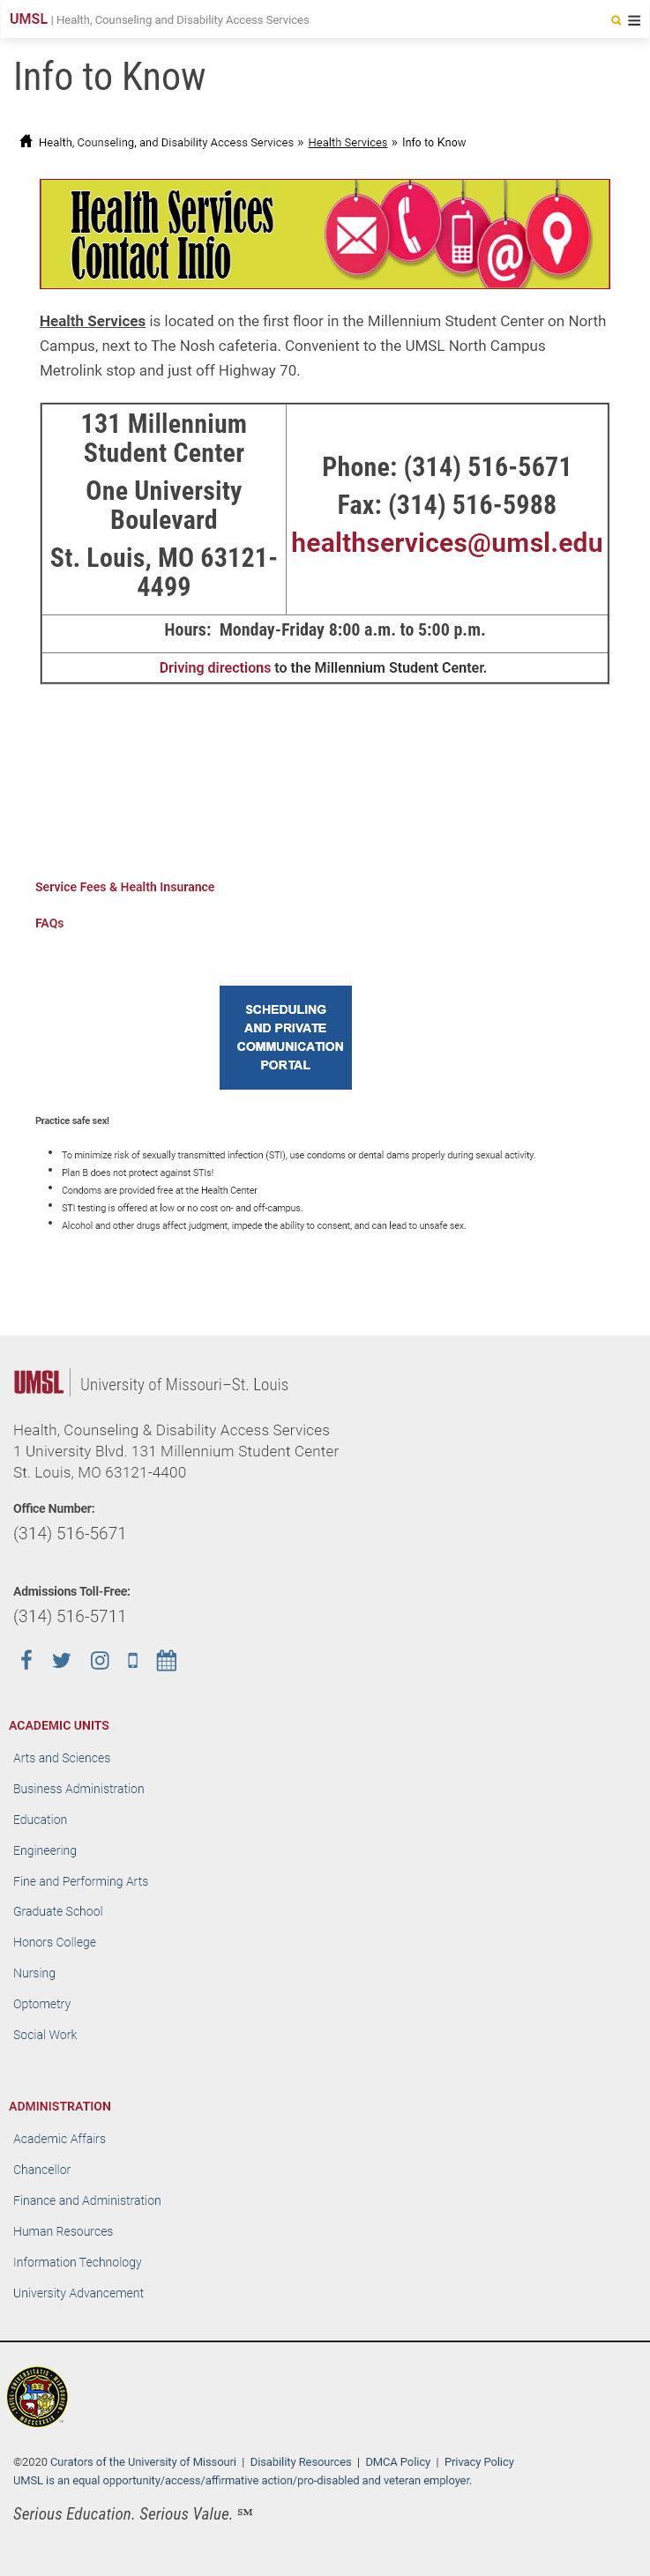 UMSL | Health, Counseling and Disability Access Services
Info to Know
Health, Counseling, and Disability Access Services » Health Services » Info to Know
Health Services
Contact Info
Health Services is located on the first floor in the Millennium Student Center on North
Campus, next to The Nosh cafeteria. Convenient to the UMSL North Campus
Metrolink stop and just off Highway 70.
131 Millennium
Student Center
One University
Boulevard
St. Louis, MO 63121-
4499
Phone: (314) 516-5671
Fax: (314) 516-5988
healthservices@umsl.edu
Hours: Monday-Friday 8:00 a.m. to 5:00 p.m.
Driving directions to the Millennium Student Center.
Service Fees & Health Insurance
FAQs
SCHEDULING
AND PRIVATE
COMMUNICATION
PORTAL
Practice safe sex!
To minimize risk of sexually transmitted infection (STI), use condoms or dental dams properly during sexual activity.
Plan B does not protect against STIs!
Condoms are provided free at the Health Center
STI testing is offered at low or no cost on- and off-campus.
Alcohol and other drugs affect judgment, impede the ability to consent, and can lead to unsafe sex.
UMSL | University of Missouri–St. Louis
Health, Counseling & Disability Access Services
1 University Blvd. 131 Millennium Student Center
St. Louis, MO 63121-4400
Office Number:
(314) 516-5671
Admissions Toll-Free:
(314) 516-5711
ACADEMIC UNITS
Arts and Sciences
Business Administration
Education
Engineering
Fine and Performing Arts
Graduate School
Honors College
Nursing
Optometry
Social Work
ADMINISTRATION
Academic Affairs
Chancellor
Finance and Administration
Human Resources
Information Technology
University Advancement
©2020 Curators of the University of Missouri | Disability Resources | DMCA Policy | Privacy Policy
UMSL is an equal opportunity/access/affirmative action/pro-disabled and veteran employer.
Serious Education. Serious Value. ℠